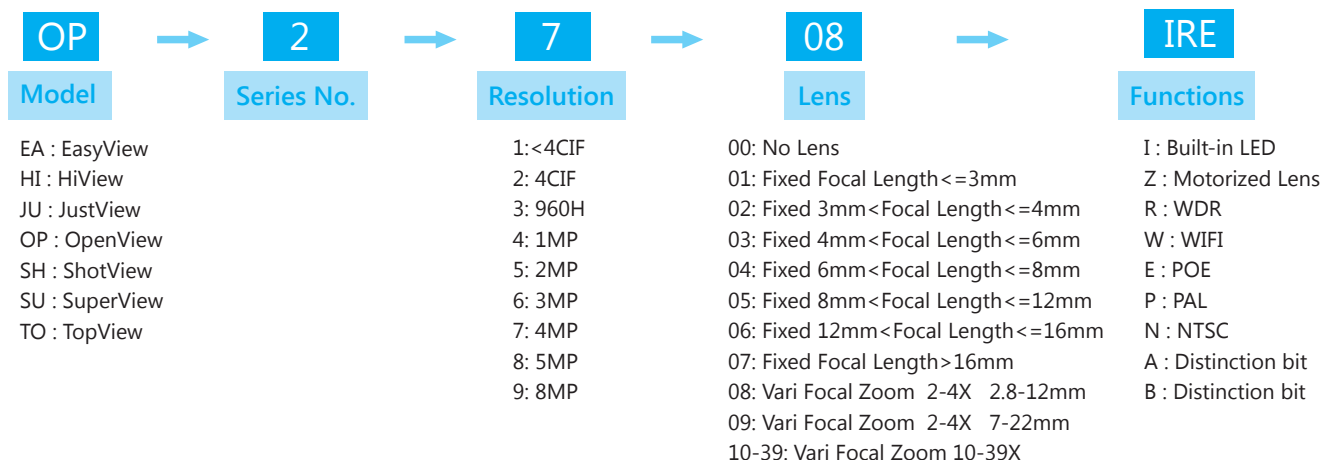 OP 2 7 08 IRE
Model Series No. Resolution Lens Functions
EA : EasyView
HI : HiView
JU : JustView
OP : OpenView
SH : ShotView
SU : SuperView
TO : TopView
1:<4CIF
2: 4CIF
3: 960H
4: 1MP
5: 2MP
6: 3MP
7: 4MP
8: 5MP
9: 8MP
00: No Lens
01: Fixed Focal Length<=3mm
02: Fixed 3mm<Focal Length<=4mm
03: Fixed 4mm<Focal Length<=6mm
04: Fixed 6mm<Focal Length<=8mm
05: Fixed 8mm<Focal Length<=12mm
06: Fixed 12mm<Focal Length<=16mm
07: Fixed Focal Length>16mm
08: Vari Focal Zoom 2-4X 2.8-12mm
09: Vari Focal Zoom 2-4X 7-22mm
10-39: Vari Focal Zoom 10-39X
I : Built-in LED
Z : Motorized Lens
R : WDR
W : WIFI
E : POE
P : PAL
N : NTSC
A : Distinction bit
B : Distinction bit